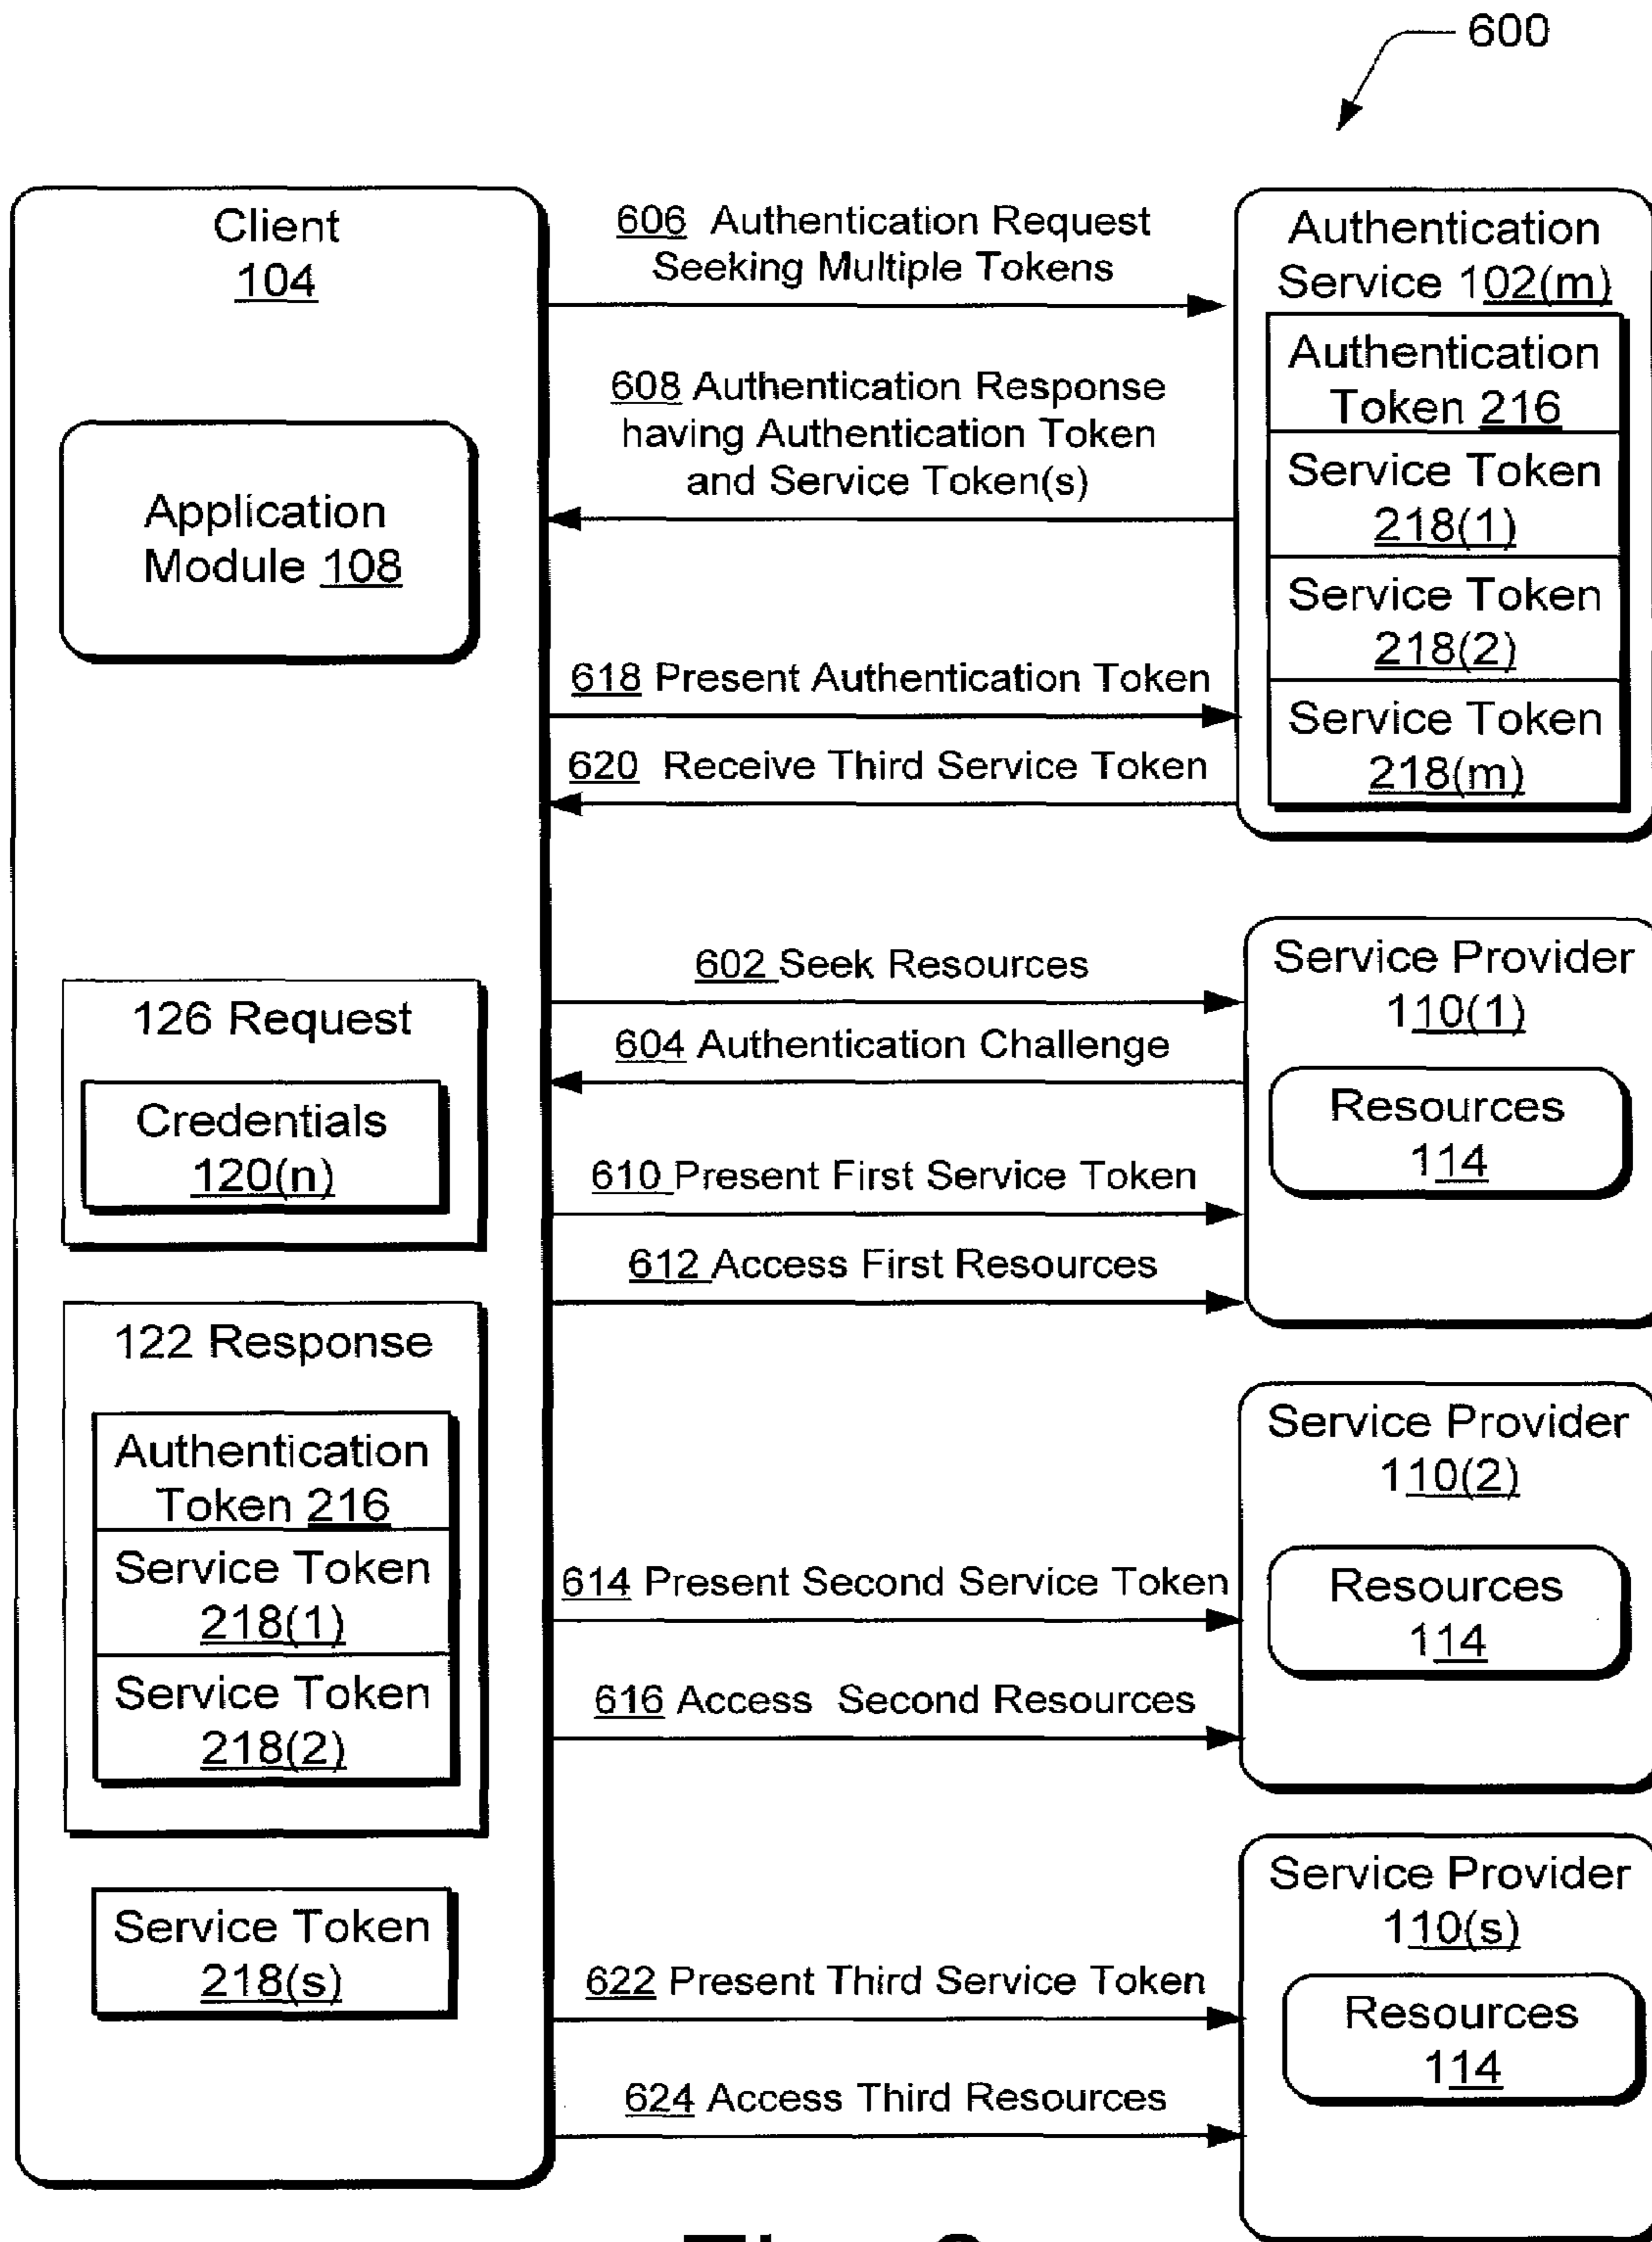 600
Client
104
Application
Module 108
126 Request
Credentials
120(n)
122 Response
Authentication
Token 216
Service Token
218(1)
Service Token
218(2)
Service Token
218(s)
606 Authentication Request
Seeking Multiple Tokens
608 Authentication Response
having Authentication Token
and Service Token(s)
618 Present Authentication Token
620 Receive Third Service Token
602 Seek Resources
604 Authentication Challenge
610 Present First Service Token
612 Access First Resources
614 Present Second Service Token
616 Access Second Resources
622 Present Third Service Token
624 Access Third Resources
Authentication
Service 102(m)
Authentication
Token 216
Service Token
218(1)
Service Token
218(2)
Service Token
218(m)
Service Provider
110(1)
Resources
114
Service Provider
110(2)
Resources
114
Service Provider
110(s)
Resources
114